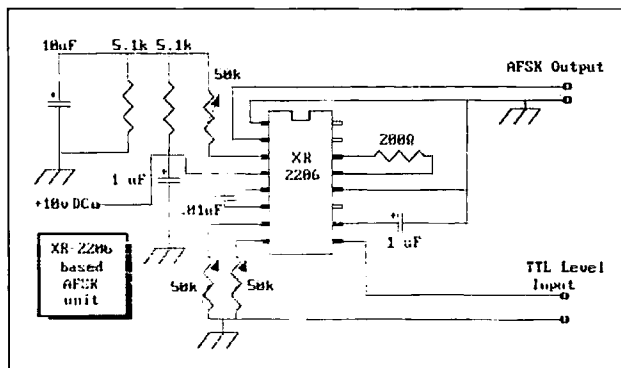 10uF 5.1k 5.1k
50k
AFSK Output
200Ω
XR
2206
1 uF
.01uF
+10v DC
1 uF
XR-2206
based
AFSK
unit
50k 50k
TTL Level
Input